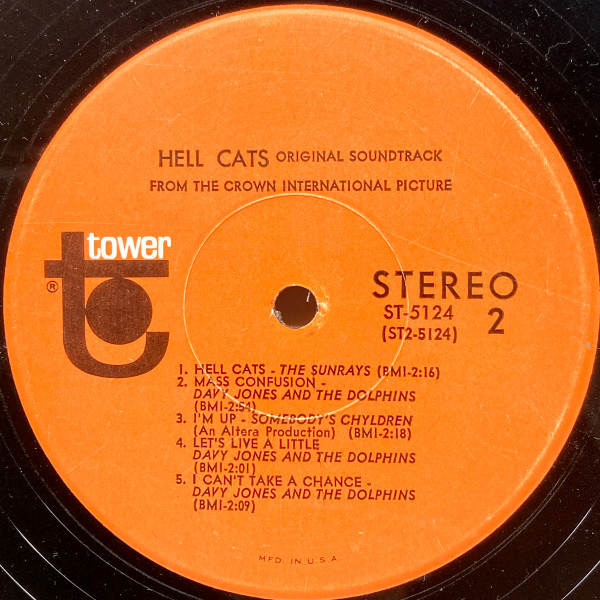 HELL CATS ORIGINAL SOUNDTRACK
FROM THE CROWN INTERNATIONAL PICTURE
tower
t
®
STEREO
ST-5124
(ST2-5124)
2
1. HELL CATS - THE SUNRAYS (BMI-2:16)
2. MASS CONFUSION -
DAVY JONES AND THE DOLPHINS
(BMI-2:54)
3. I'M UP - SOMEBODY'S CHYLDREN
(An Altera Production) (BMI-2:18)
4. LET'S LIVE A LITTLE
DAVY JONES AND THE DOLPHINS
(BMI-2:01)
5. I CAN'T TAKE A CHANCE -
DAVY JONES AND THE DOLPHINS
(BMI-2:09)
MFD. IN U.S.A.